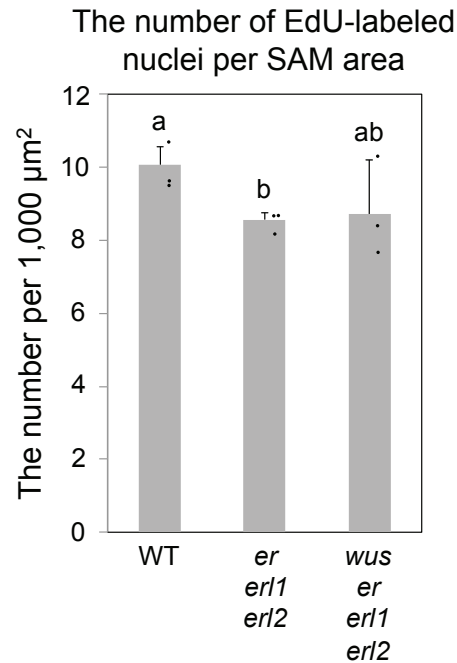 The number of EdU-labeled
nuclei per SAM area
The number per 1,000 µm²
12
10
8
6
4
2
0
a
b
ab
WT
er
erl1
erl2
wus
er
erl1
erl2